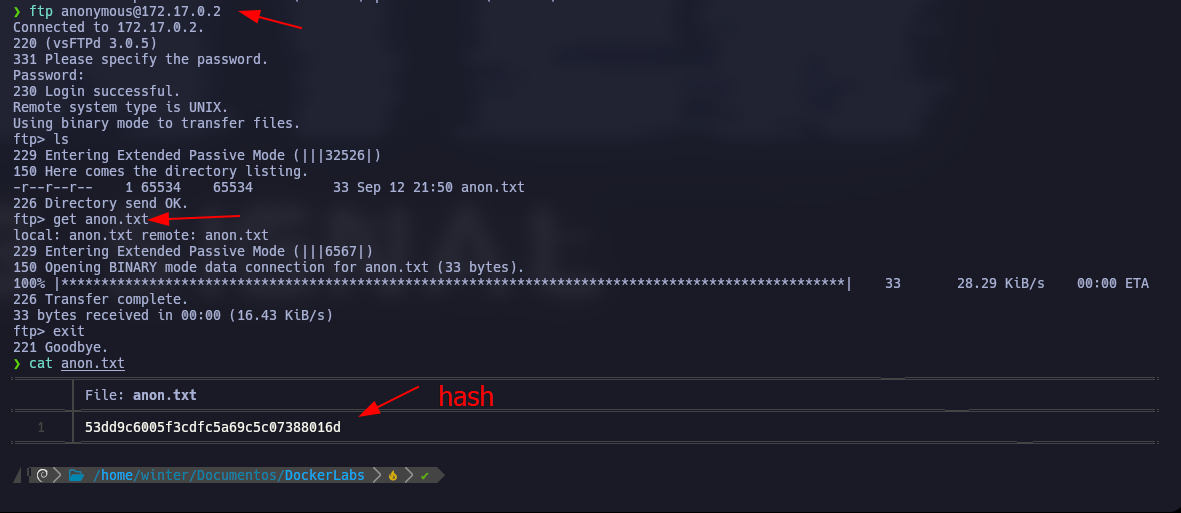 ❯ ftp anonymous@172.17.0.2
Connected to 172.17.0.2.
220 (vsFTPd 3.0.5)
331 Please specify the password.
Password:
230 Login successful.
Remote system type is UNIX.
Using binary mode to transfer files.
ftp> ls
229 Entering Extended Passive Mode (|||32526|)
150 Here comes the directory listing.
-r--r--r--    1 65534    65534          33 Sep 12 21:50 anon.txt
226 Directory send OK.
ftp> get anon.txt
local: anon.txt remote: anon.txt
229 Entering Extended Passive Mode (|||6567|)
150 Opening BINARY mode data connection for anon.txt (33 bytes).
100% |**************************************************************************************************|    33       28.29 KiB/s    00:00 ETA
226 Transfer complete.
33 bytes received in 00:00 (16.43 KiB/s)
ftp> exit
221 Goodbye.
❯ cat anon.txt
File: anon.txt
hash
1 53dd9c6005f3cdfc5a69c5c07388016d
/home/winter/Documentos/DockerLabs